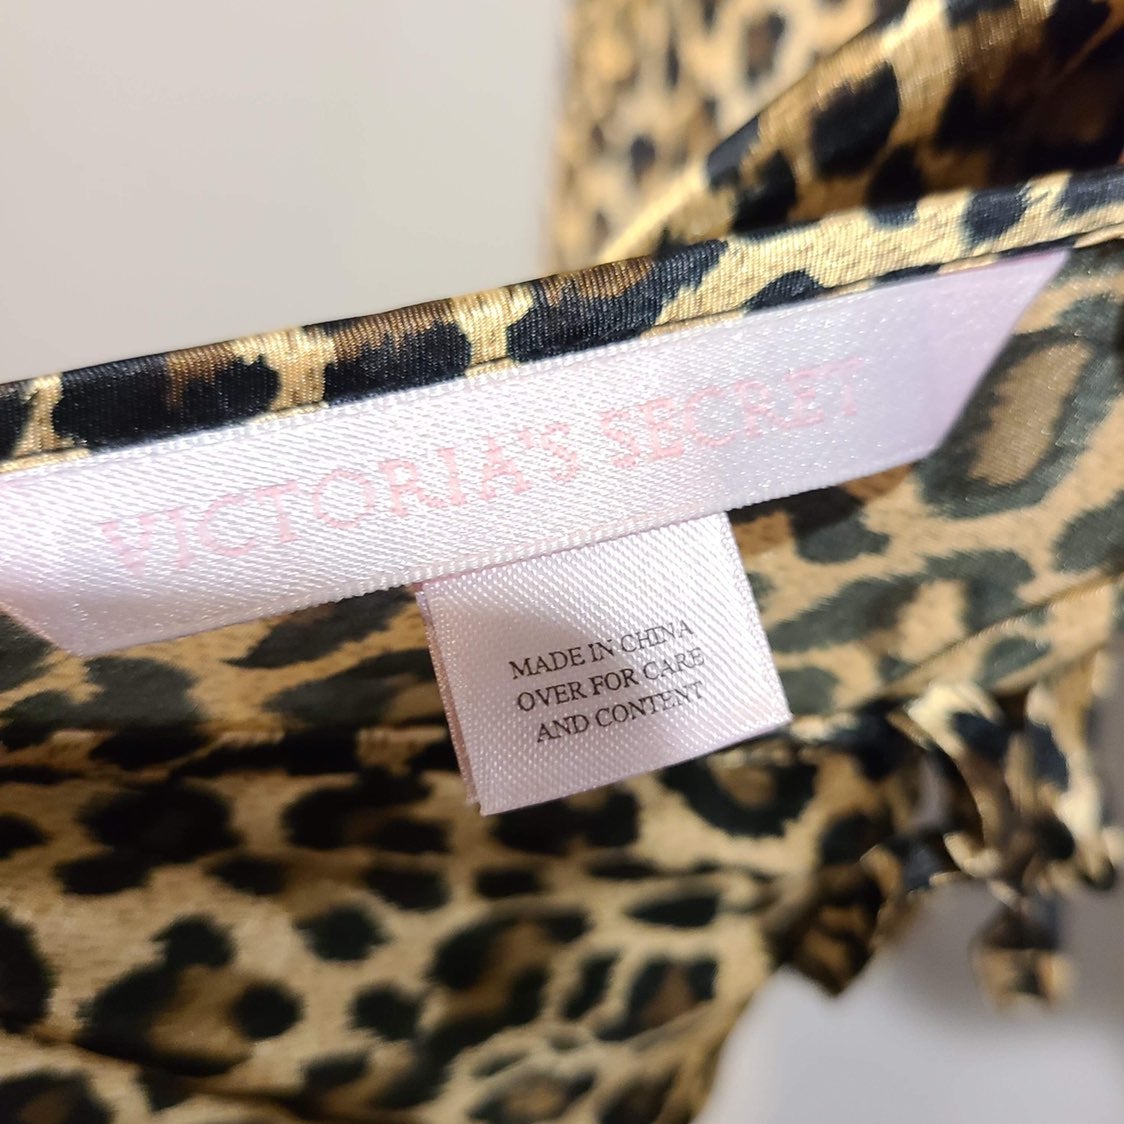 VICTORIA'S SECRET
MADE IN CHINA
OVER FOR CARE
AND CONTENT